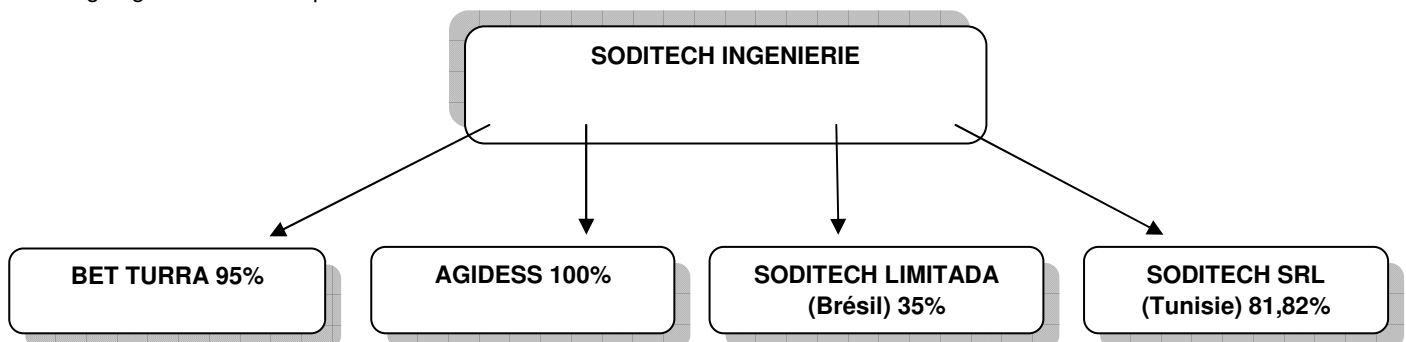 SODITECH INGENIERIE
BET TURRA 95%
AGIDESS 100%
SODITECH LIMITADA
(Brésil) 35%
SODITECH SRL
(Tunisie) 81,82%